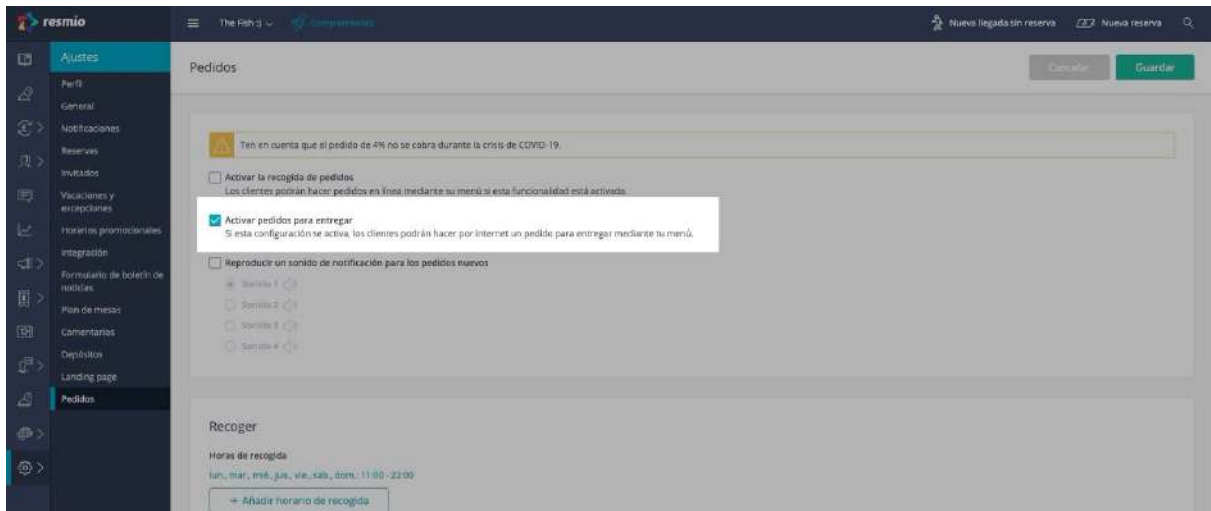 resmio
The Fish :)
Comprometida
Nueva llegada sin reserva
Nueva reserva
Ajustes
Perfil
General
Notificaciones
Reservas
Invitados
Vacaciones y
excepciones
Horarios promocionales
Integración
Formulario de boletín de
noticias
Plan de mesas
Comentarios
Depósitos
Landing page
Pedidos
Pedidos
Cancelar
Guardar
Ten en cuenta que el pedido de 4% no se cobra durante la crisis de COVID-19.
Activar la recogida de pedidos
Los clientes podrán hacer pedidos en línea mediante su menú si esta funcionalidad está activada.
Activar pedidos para entregar
Si esta configuración se activa, los clientes podrán hacer por internet un pedido para entregar mediante tu menú.
Reproducir un sonido de notificación para los pedidos nuevos
Sonido 1
Sonido 2
Sonido 3
Sonido 4
Recoger
Horas de recogida
lun., mar., mié., jue., vie., sáb., dom.: 11:00 - 22:00
+ Añadir horario de recogida